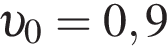 υ₀ = 0,9